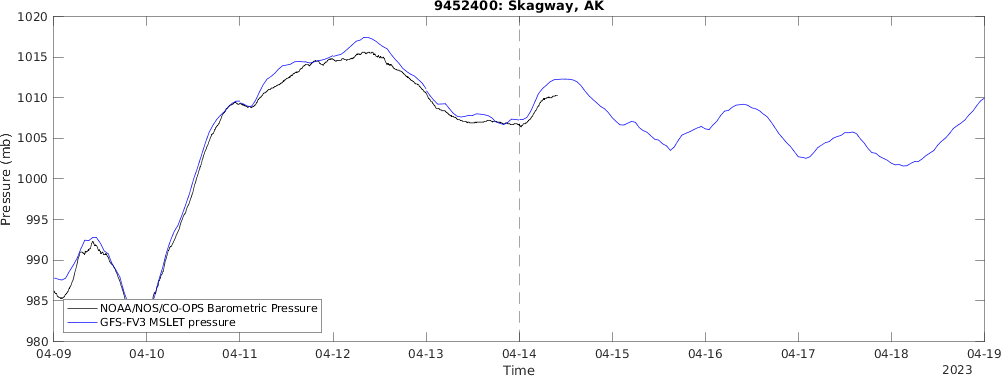 9452400: Skagway, AK
1020
1015
1010
1005
1000
995
990
985
980
Pressure (mb)
NOAA/NOS/CO-OPS Barometric Pressure
GFS-FV3 MSLET pressure
04-09 04-10 04-11 04-12 04-13 04-14 04-15 04-16 04-17 04-18 04-19
Time
2023